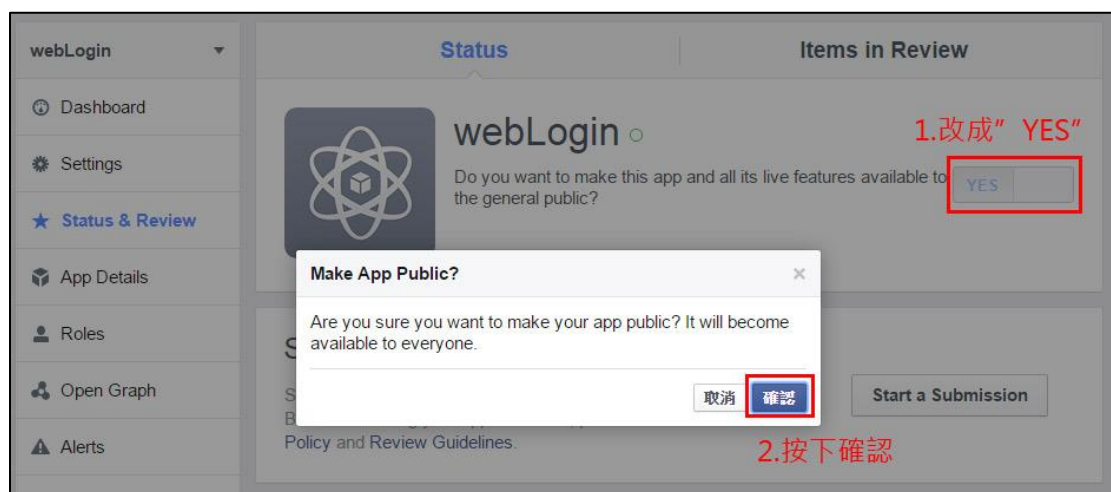 webLogin
Status
Items in Review
Dashboard
Settings
Status & Review
App Details
Roles
Open Graph
Alerts
webLogin
1.改成” YES”
Do you want to make this app and all its live features available to
the general public?
YES
Make App Public?
×
Are you sure you want to make your app public? It will become
available to everyone.
取消
確認
Start a Submission
Policy and Review Guidelines.
2.按下確認